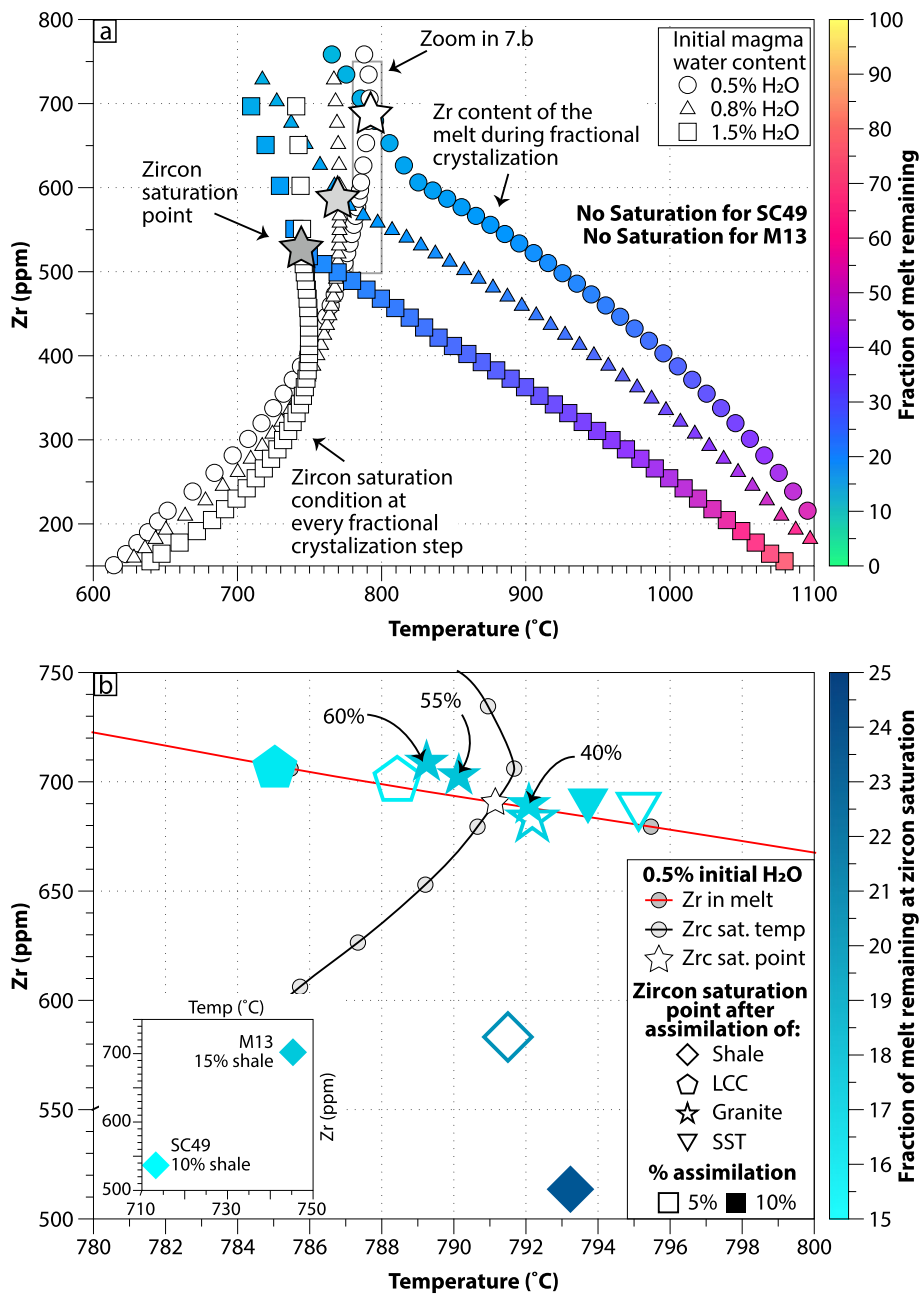 a
800
700
600
500
400
300
200
Zr (ppm)
600
700
800
900
1000
1100
Temperature (˚C)
Zoom in 7.b
Initial magma
water content
0.5% H₂O
0.8% H₂O
1.5% H₂O
Zr content of the
melt during fractional
crystalization
Zircon
saturation
point
No Saturation for SC49
No Saturation for M13
Zircon saturation
condition at
every fractional
crystalization step
100
90
80
70
60
50
40
30
20
10
0
Fraction of melt remaining
b
750
700
650
600
550
500
Zr (ppm)
780
782
784
786
788
790
792
794
796
798
800
Temperature (˚C)
60%
55%
40%
0.5% initial H₂O
Zr in melt
Zrc sat. temp
Zrc sat. point
Zircon saturation
point after
assimilation of:
Shale
LCC
Granite
SST
% assimilation
5%
10%
Temp (˚C)
M13
15% shale
SC49
10% shale
700
600
500
710
730
750
Zr (ppm)
25
24
23
22
21
20
19
18
17
16
15
Fraction of melt remaining at zircon saturation